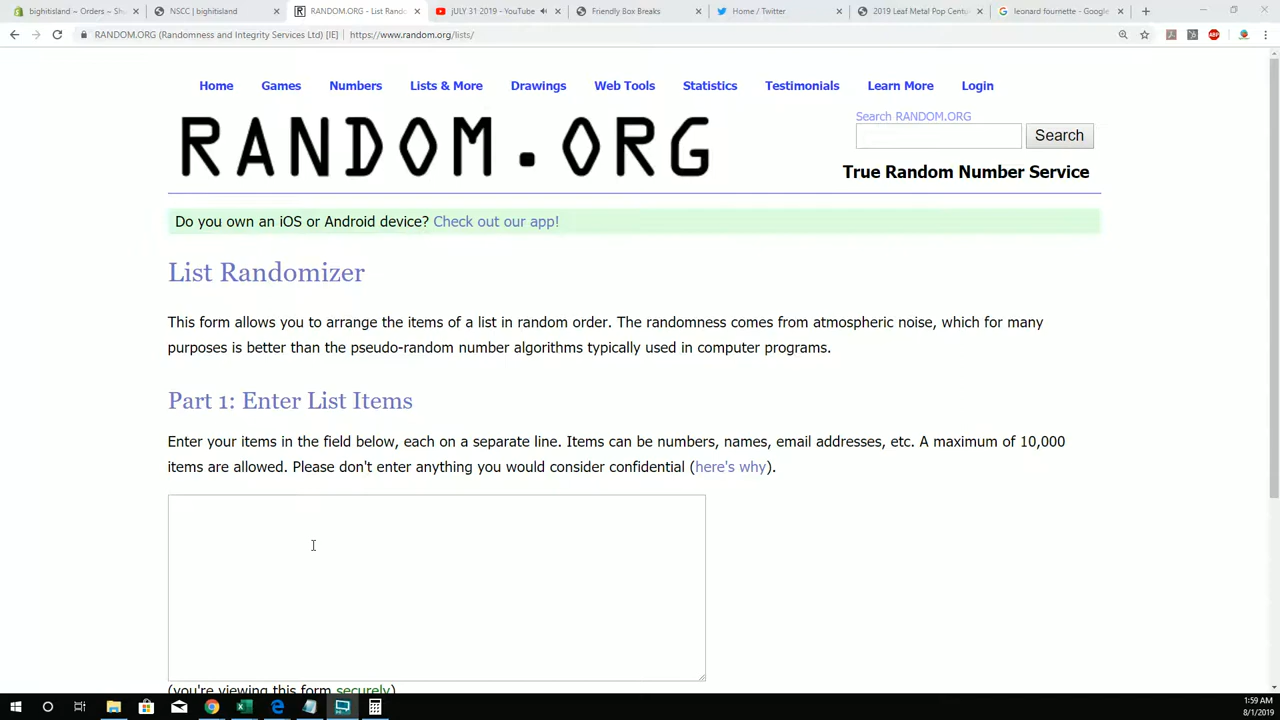 bighitisland – Orders – Sh
NSCC | bighitisland
RANDOM.ORG - List Rando
jULY 31 2019 - YouTube
Friendly Box Breaks
Home / Twitter
2019 Leaf Metal Pop Centu
leonard fournette - Google
RANDOM.ORG (Randomness and Integrity Services Ltd) [IE] | https://www.random.org/lists/
Home Games Numbers Lists & More Drawings Web Tools Statistics Testimonials Learn More Login
RANDOM.ORG
Search RANDOM.ORG
Search
True Random Number Service
Do you own an iOS or Android device? Check out our app!
List Randomizer
This form allows you to arrange the items of a list in random order. The randomness comes from atmospheric noise, which for many
purposes is better than the pseudo-random number algorithms typically used in computer programs.
Part 1: Enter List Items
Enter your items in the field below, each on a separate line. Items can be numbers, names, email addresses, etc. A maximum of 10,000
items are allowed. Please don't enter anything you would consider confidential (here's why).
(you're viewing this form securely)
1:59 AM
8/1/2019